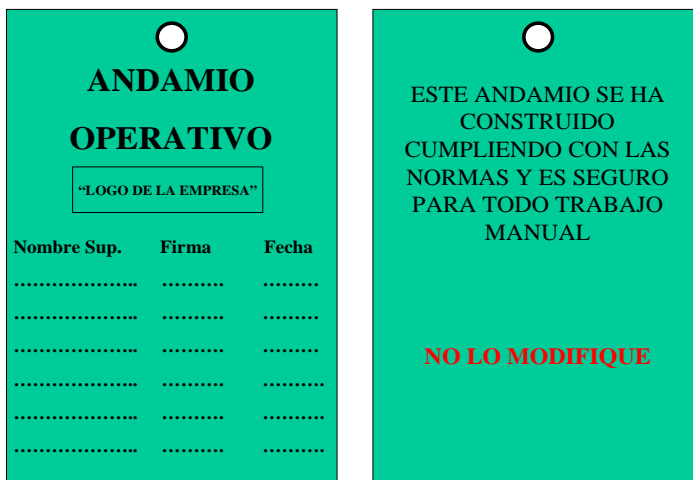 ANDAMIO
OPERATIVO
“LOGO DE LA EMPRESA”
Nombre Sup. Firma Fecha
……………….. ………. ………
……………….. ………. ………
……………….. ………. ………
……………….. ………. ……….
……………….. ………. ……….
……………….. ………. ……….
ESTE ANDAMIO SE HA
CONSTRUIDO
CUMPLIENDO CON LAS
NORMAS Y ES SEGURO
PARA TODO TRABAJO
MANUAL
NO LO MODIFIQUE